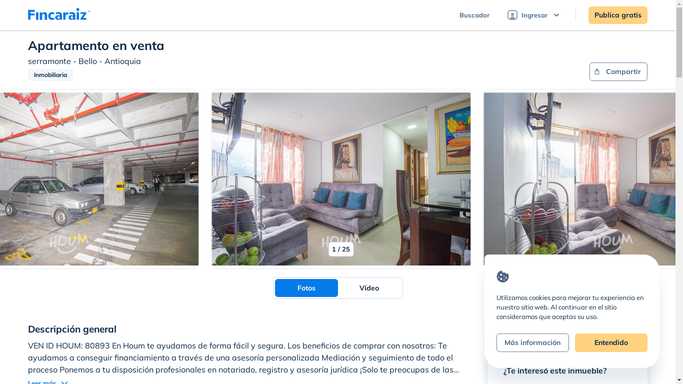 Fincaraiz
Buscador
Ingresar
Publica gratis
Apartamento en venta
serramonte - Bello - Antioquia
Inmobiliaria
Compartir
HOUM
HOUM
HOUM
1 / 25
Fotos
Video
Descripción general
VEN ID HOUM: 80893 En Houm te ayudamos de forma fácil y segura. Los beneficios de comprar con nosotros: Te
ayudamos a conseguir financiamiento a través de una asesoría personalizada Mediación y seguimiento de todo el
proceso Ponemos a tu disposición profesionales en notariado, registro y asesoría jurídica ¡Solo te preocupas de las...
Leer más
Utilizamos cookies para mejorar tu experiencia en
nuestro sitio web. Al continuar en el sitio
consideramos que aceptas su uso.
Más información
Entendido
¿Te interesó este inmueble?